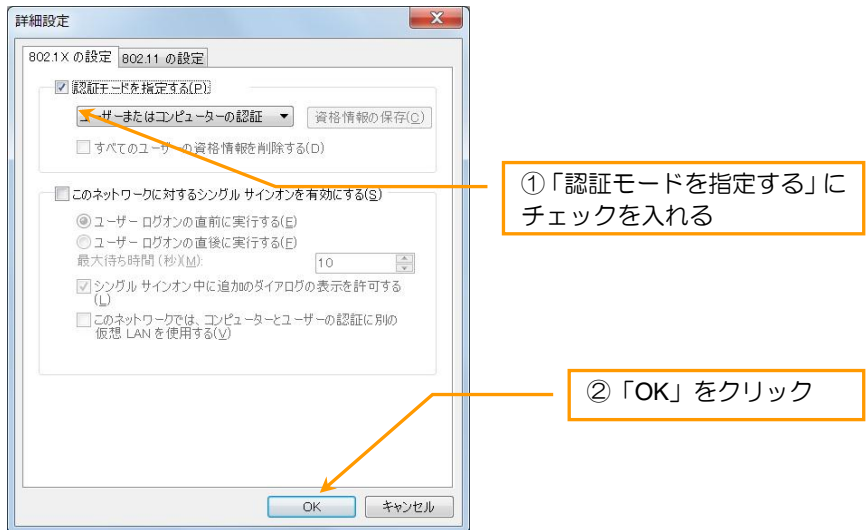 詳細設定
802.1X の設定
802.11 の設定
認証モードを指定する(P)
ユーザーまたはコンピューターの認証
資格情報の保存(C)
すべてのユーザーの資格情報を削除する(D)
①「認証モードを指定する」に
チェックを入れる
このネットワークに対するシングル サインオンを有効にする(S)
ユーザー ログオンの直前に実行する(E)
ユーザー ログオンの直後に実行する(F)
最大待ち時間 (秒)(M):
10
シングル サインオン中に追加のダイアログの表示を許可する
(L)
このネットワークでは、コンピューターとユーザーの認証に別の
仮想 LAN を使用する(V)
②「OK」をクリック
OK
キャンセル